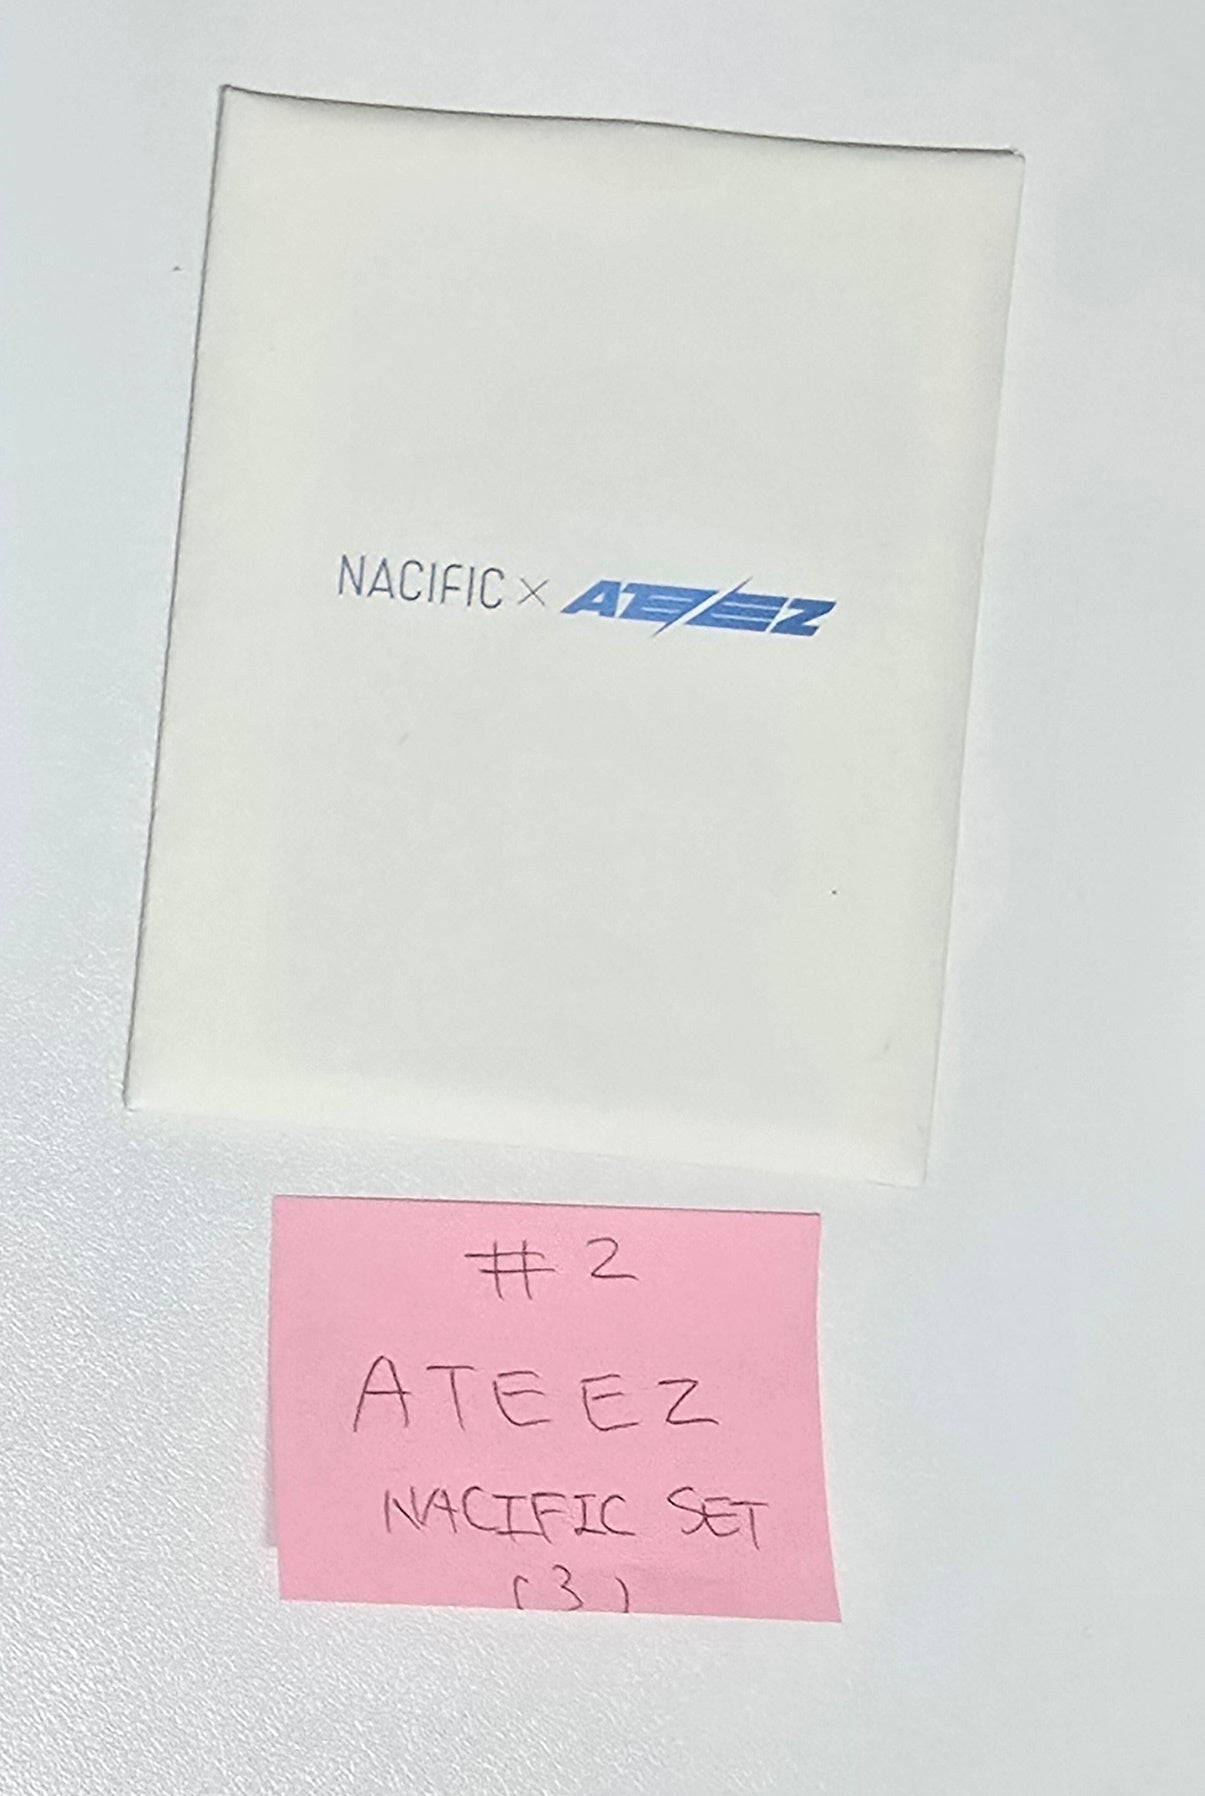 NACIFIC × ATEEZ
#2
ATEEZ
NACIFIC SET
(3)